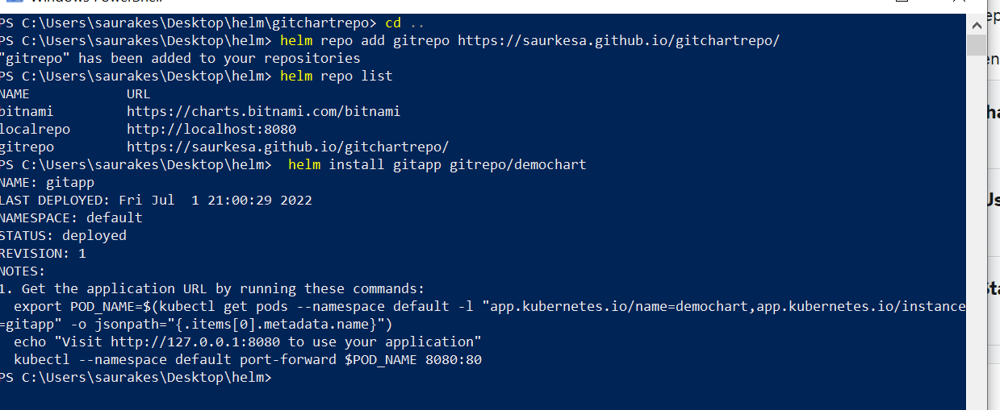 PS C:\Users\saurakes\Desktop\helm\gitchartrepo> cd ..
PS C:\Users\saurakes\Desktop\helm> helm repo add gitrepo https://saurkesa.github.io/gitchartrepo/
"gitrepo" has been added to your repositories
PS C:\Users\saurakes\Desktop\helm> helm repo list
NAME URL
bitnami https://charts.bitnami.com/bitnami
localrepo http://localhost:8080
gitrepo https://saurkesa.github.io/gitchartrepo/
PS C:\Users\saurakes\Desktop\helm>  helm install gitapp gitrepo/demochart
NAME: gitapp
LAST DEPLOYED: Fri Jul  1 21:00:29 2022
NAMESPACE: default
STATUS: deployed
REVISION: 1
NOTES:
1. Get the application URL by running these commands:
  export POD_NAME=$(kubectl get pods --namespace default -l "app.kubernetes.io/name=demochart,app.kubernetes.io/instance
=gitapp" -o jsonpath="{.items[0].metadata.name}")
  echo "Visit http://127.0.0.1:8080 to use your application"
  kubectl --namespace default port-forward $POD_NAME 8080:80
PS C:\Users\saurakes\Desktop\helm>